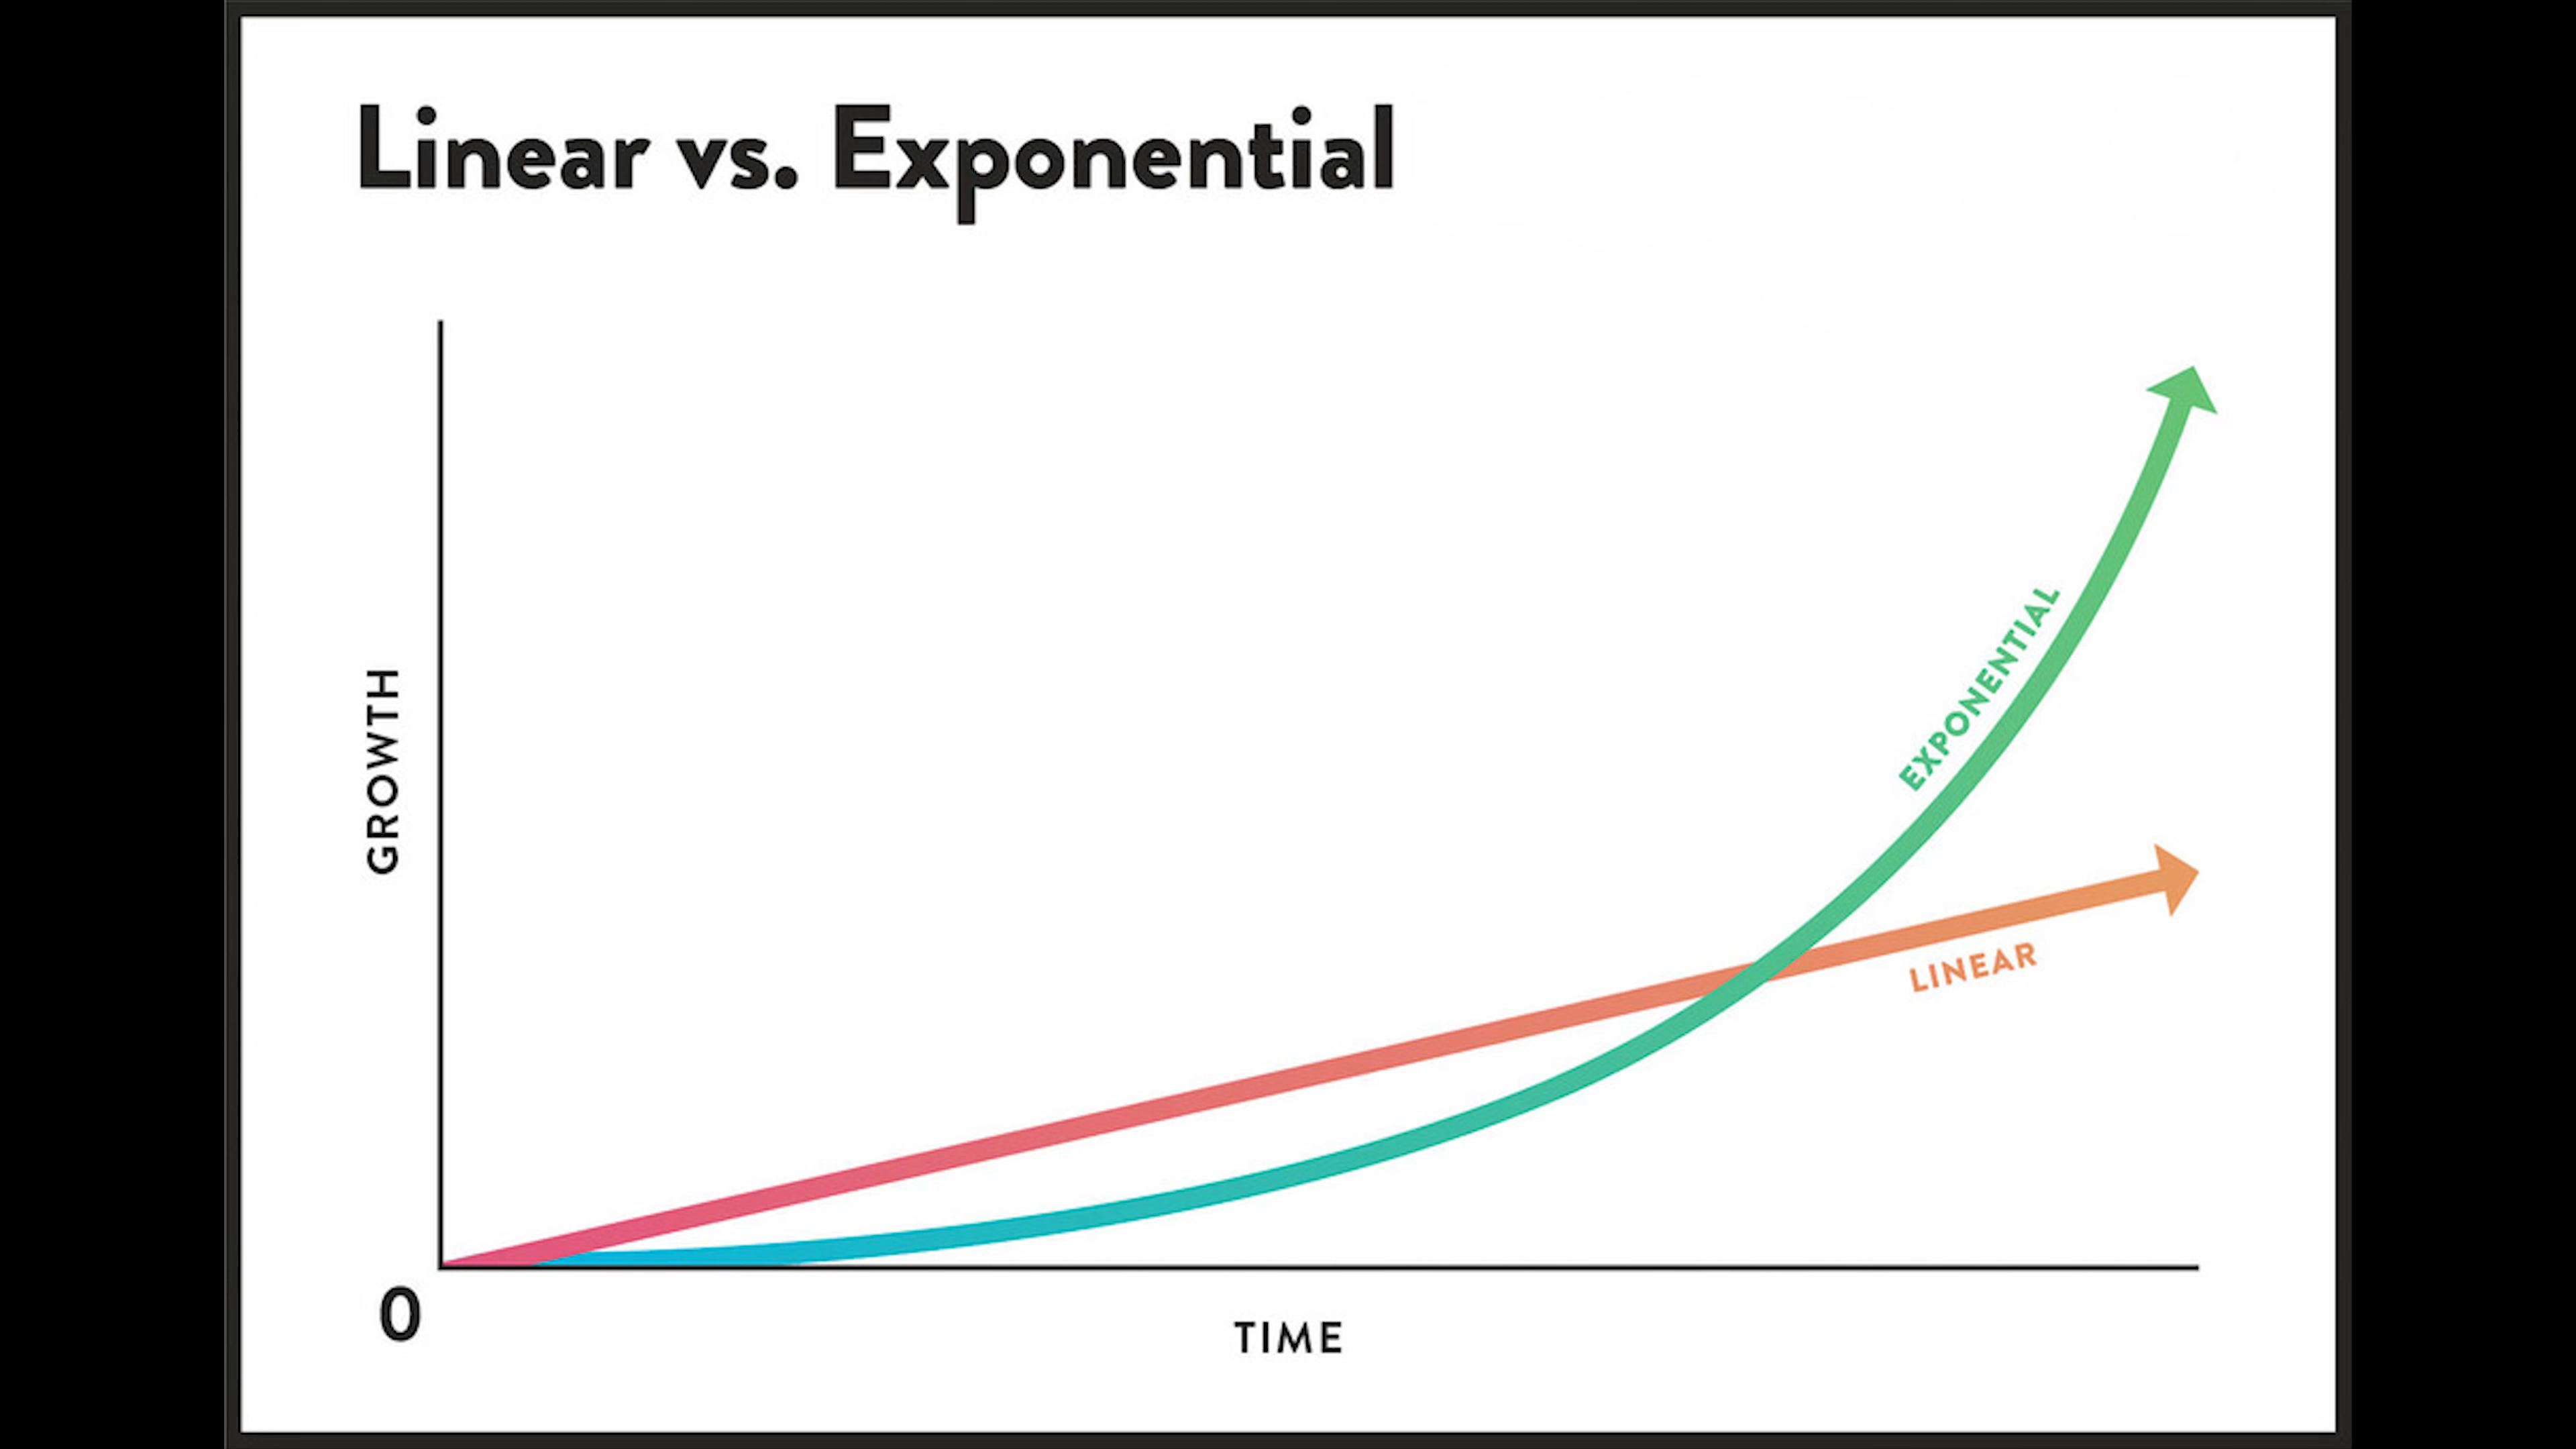 Linear vs. Exponential
GROWTH
EXPONENTIAL
LINEAR
0
TIME